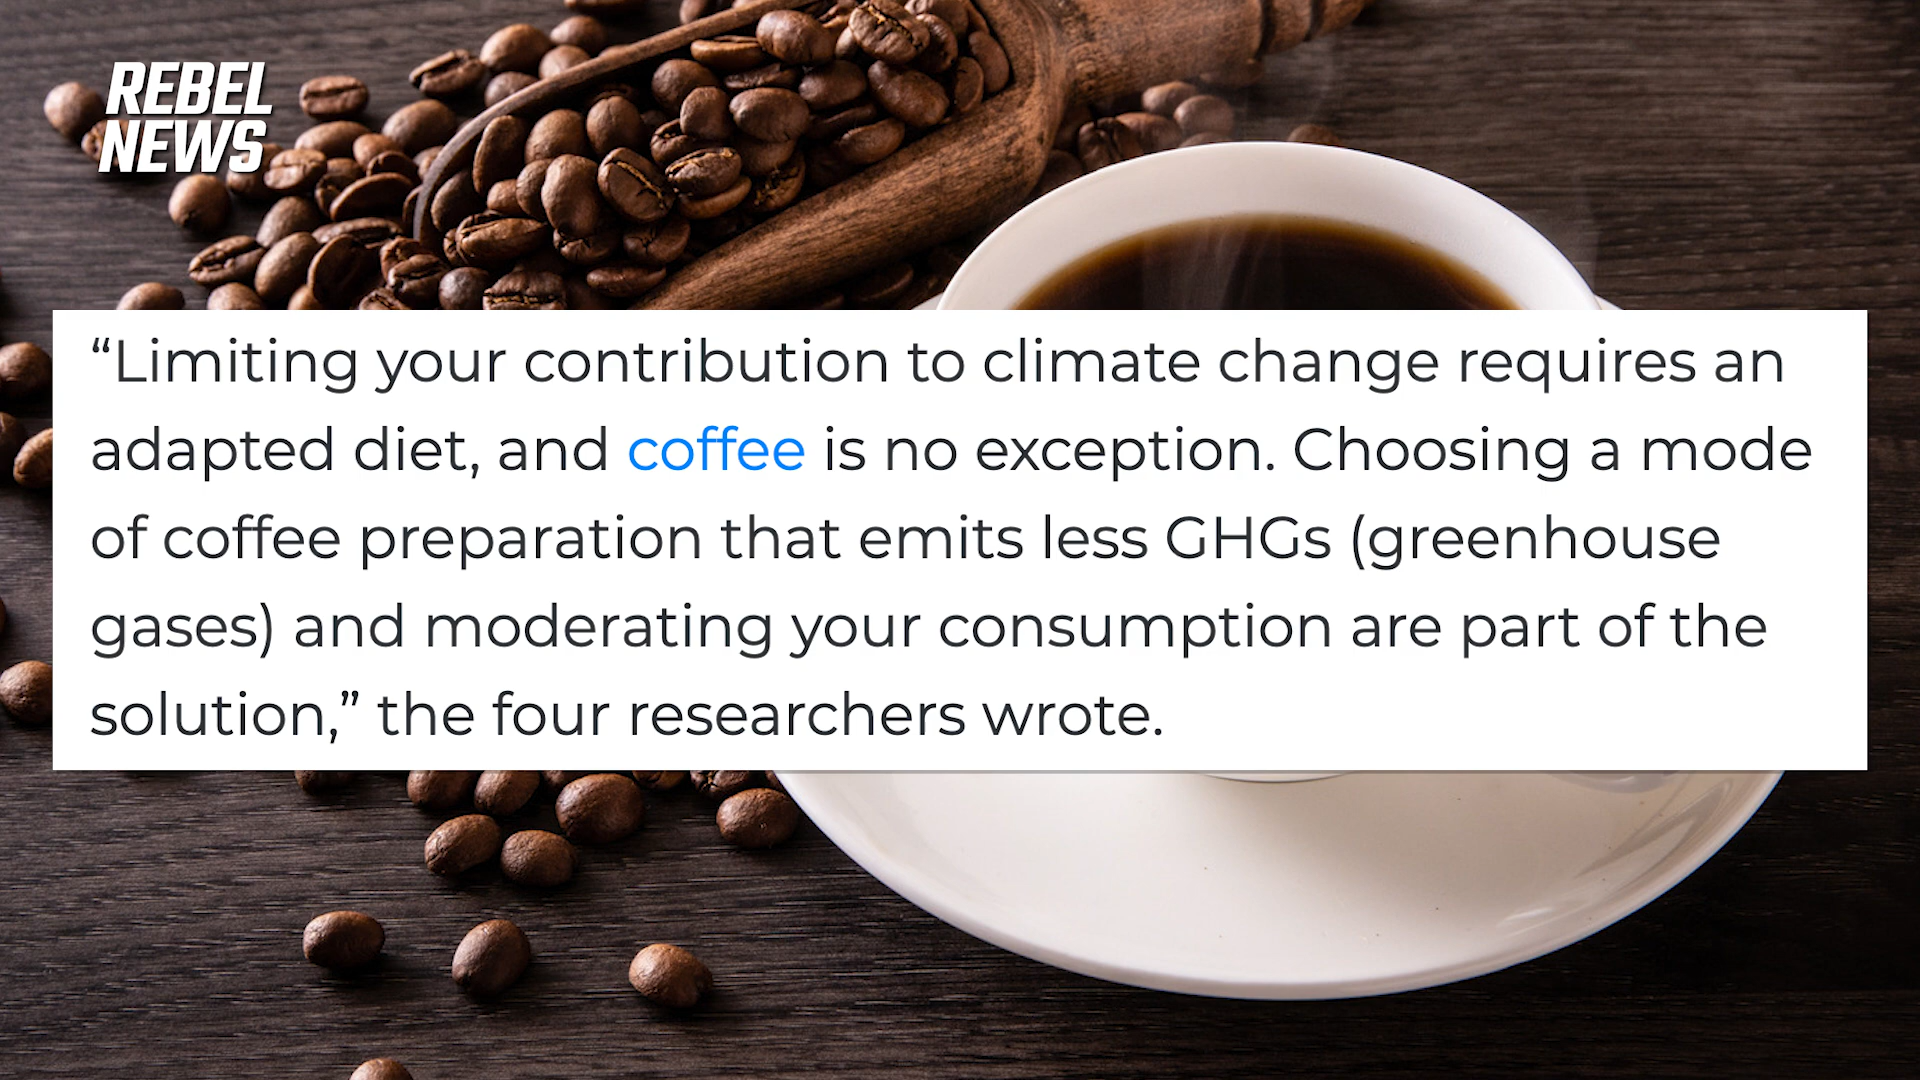 REBEL
NEWS
“Limiting your contribution to climate change requires an
adapted diet, and coffee is no exception. Choosing a mode
of coffee preparation that emits less GHGs (greenhouse
gases) and moderating your consumption are part of the
solution,” the four researchers wrote.